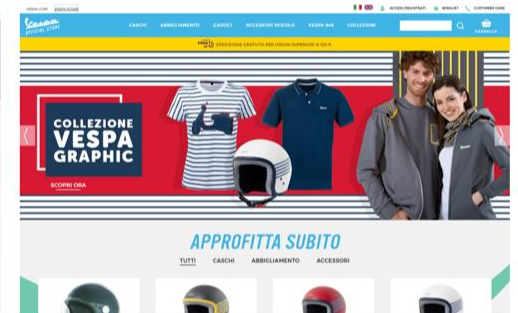 VESPA.COM
Vespa
OFFICIAL STORE
CASCHI ABBIGLIAMENTO GADGET ACCESSORI VEICOLO VESPA 946 COLLEZIONI
ACCEDI/REGISTRATI WISHLIST CUSTOMER CARE
CARRELLO
SPEDIZIONE GRATUITA PER ORDINI SUPERIORI A
COLLEZIONE
VESPA
GRAPHIC
SCOPRI ORA
APPROFITTA SUBITO
TUTTI CASCHI ABBIGLIAMENTO ACCESSORI